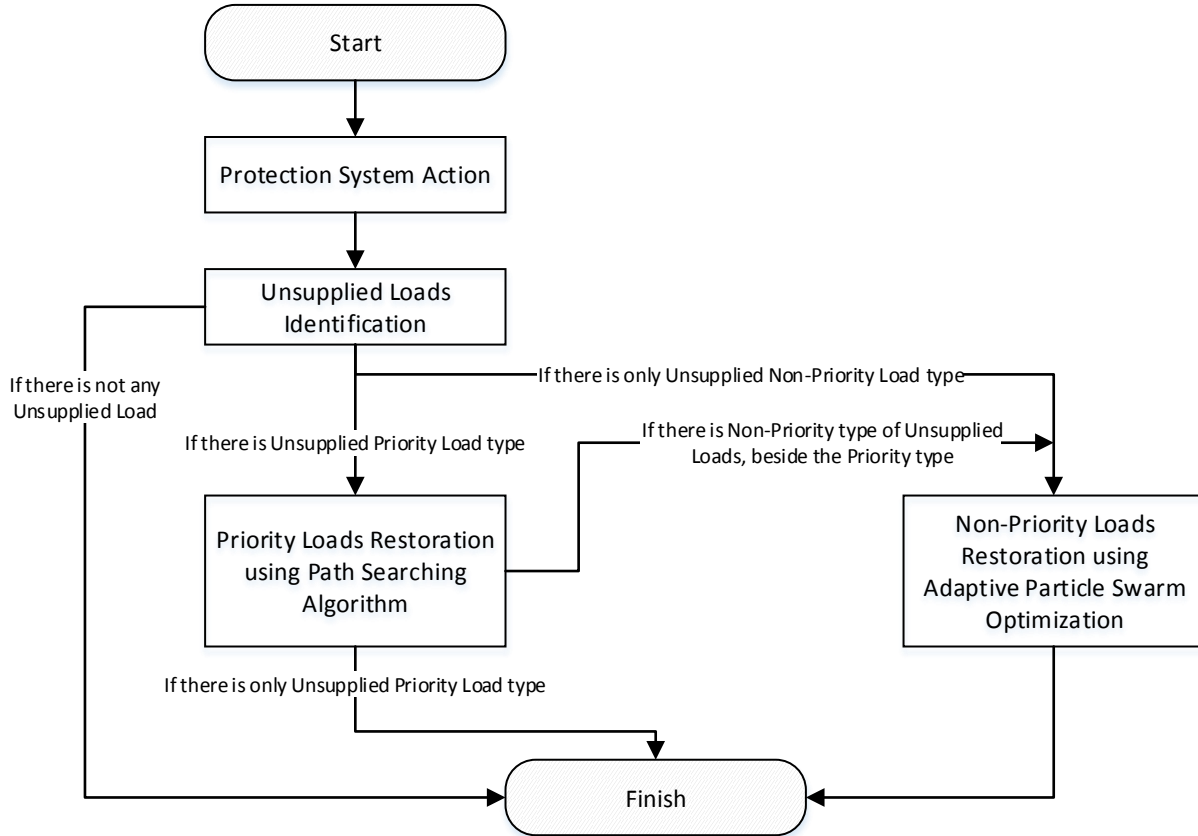 Start
Protection System Action
Unsupplied Loads
Identification
If there is not any
Unsupplied Load
If there is only Unsupplied Non-Priority Load type
If there is Unsupplied Priority Load type
If there is Non-Priority type of Unsupplied
Loads, beside the Priority type
Priority Loads Restoration
using Path Searching
Algorithm
Non-Priority Loads
Restoration using
Adaptive Particle Swarm
Optimization
If there is only Unsupplied Priority Load type
Finish